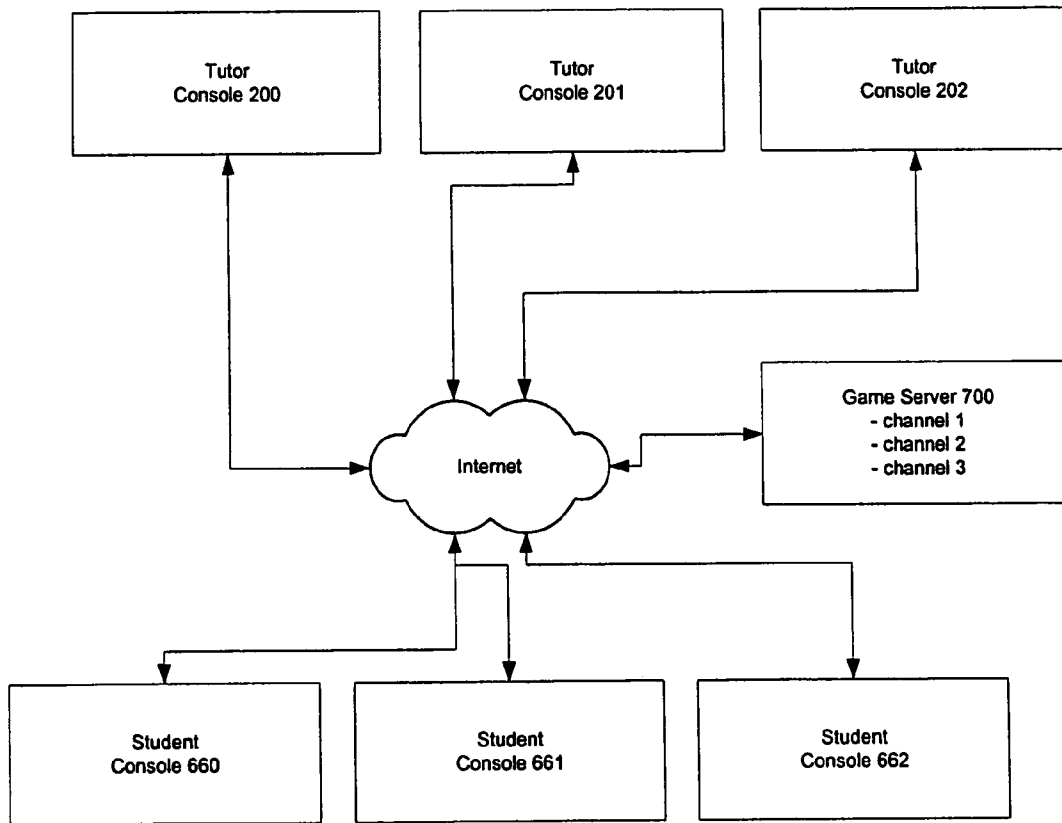 Tutor
Console 200
Tutor
Console 201
Tutor
Console 202
Game Server 700
- channel 1
- channel 2
- channel 3
Internet
Student
Console 660
Student
Console 661
Student
Console 662